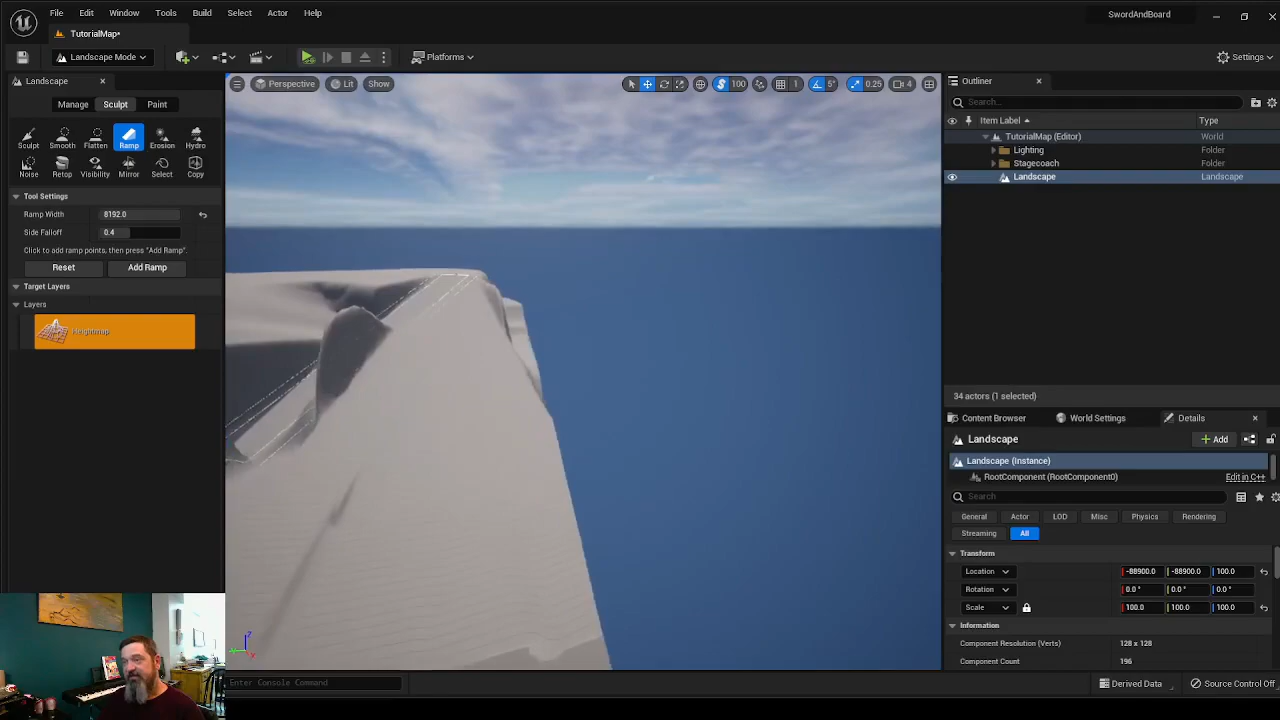 File Edit Window Tools Build Select Actor Help
SwordAndBoard
TutorialMap*
Landscape Mode
Platforms
Settings
Landscape
Perspective Lit Show
100 1 5° 0.25 4
Outliner
Manage Sculpt Paint
Search...
Item Label Type
Sculpt Smooth Flatten Ramp Erosion Hydro
TutorialMap (Editor) World
Lighting Folder
Stagecoach Folder
Noise Retop Visibility Mirror Select Copy
Landscape Landscape
Tool Settings
Ramp Width 8192.0
Side Falloff 0.4
Click to add ramp points, then press "Add Ramp".
Reset Add Ramp
Target Layers
Layers
Heightmap
34 actors (1 selected)
Content Browser World Settings Details
Landscape
Add
Landscape (Instance)
RootComponent (RootComponent0) Edit in C++
Search
General Actor LOD Misc Physics Rendering
Streaming All
Transform
Location -88900.0 -88900.0 100.0
Rotation 0.0 ° 0.0 ° 0.0 °
Scale 100.0 100.0 100.0
Information
Component Resolution (Verts) 128 x 128
Component Count 196
Enter Console Command
Derived Data Source Control Off